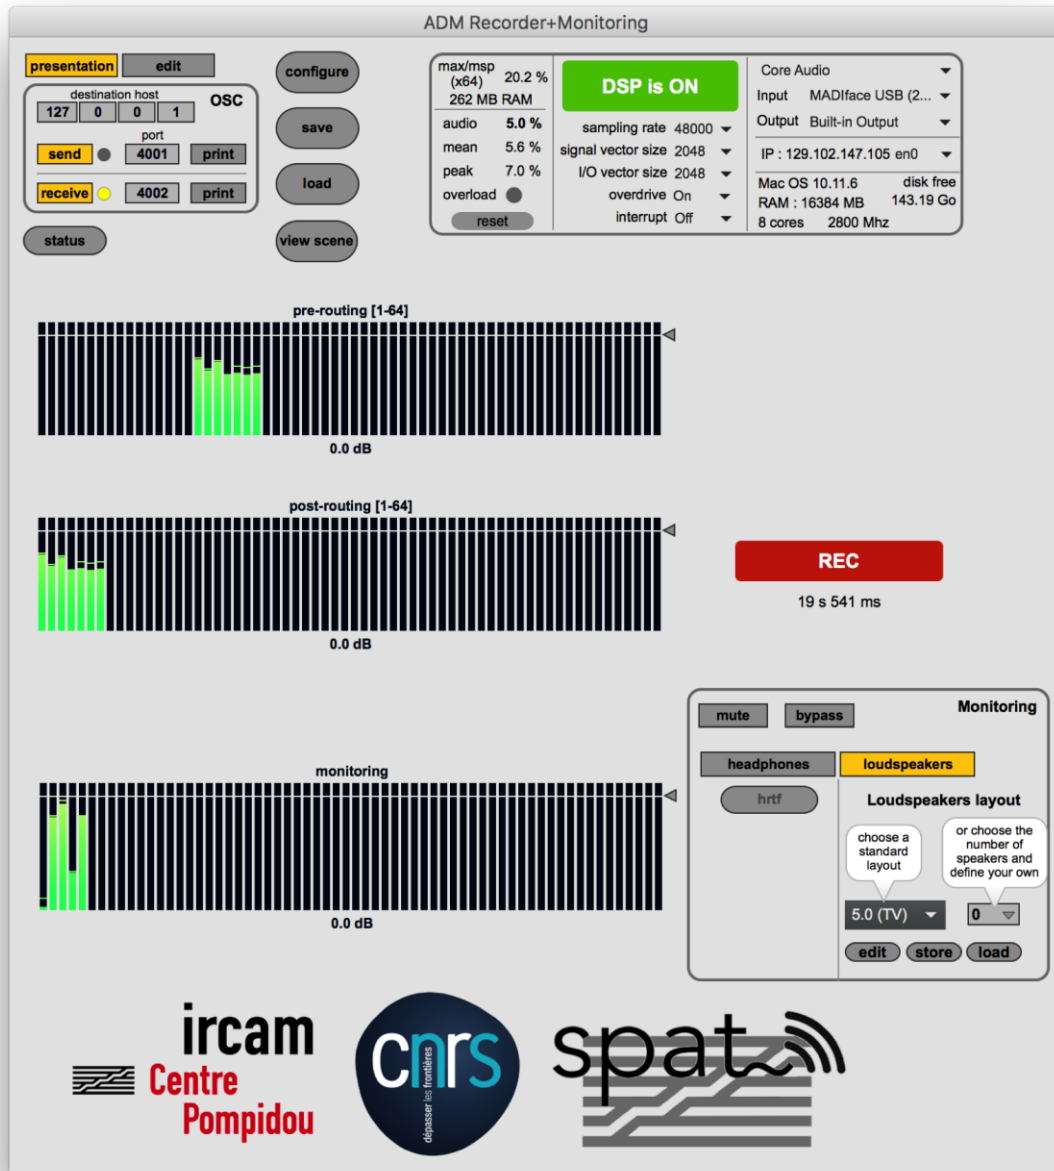 ADM Recorder+Monitoring
presentation edit
destination host OSC
127 0 0 1
port
send 4001 print
receive 4002 print
status
configure
save
load
view scene
max/msp
(x64) 20.2 %
262 MB RAM
audio 5.0 %
mean 5.6 %
peak 7.0 %
overload
reset
DSP is ON
sampling rate 48000
signal vector size 2048
I/O vector size 2048
overdrive On
interrupt Off
Core Audio
Input MADIface USB (2...
Output Built-in Output
IP : 129.102.147.105 en0
Mac OS 10.11.6 disk free
RAM : 16384 MB 143.19 Go
8 cores 2800 Mhz
pre-routing [1-64]
0.0 dB
post-routing [1-64]
0.0 dB
REC
19 s 541 ms
monitoring
0.0 dB
Monitoring
mute bypass
headphones loudspeakers
hrtf
Loudspeakers layout
choose a
standard
layout
or choose the
number of
speakers and
define your own
5.0 (TV) 0
edit store load
ircam
Centre
Pompidou
cnrs
dépasser les frontières
spat